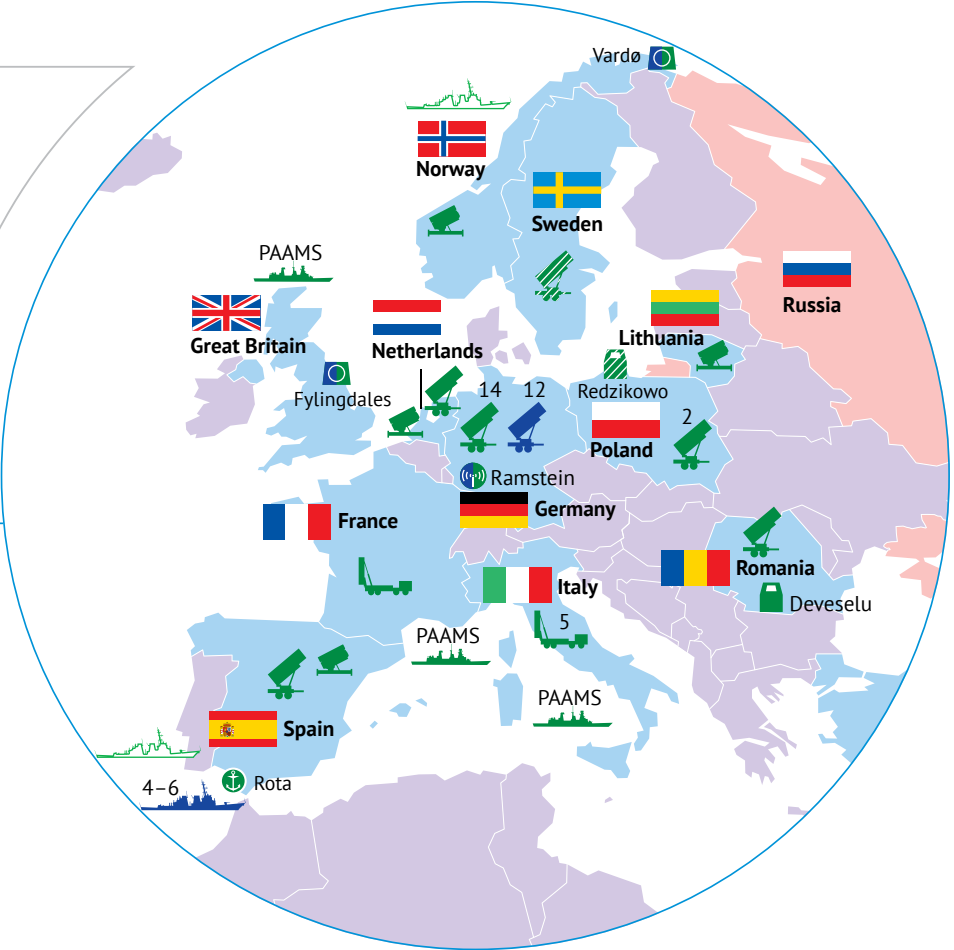 Vardø
Norway
Sweden
PAAMS
Russia
Great Britain
Netherlands
Lithuania
Fylingdales
14
12
Redzikowo
2
Poland
Ramstein
Germany
France
Romania
Italy
Deveselu
5
PAAMS
PAAMS
Spain
4–6
Rota